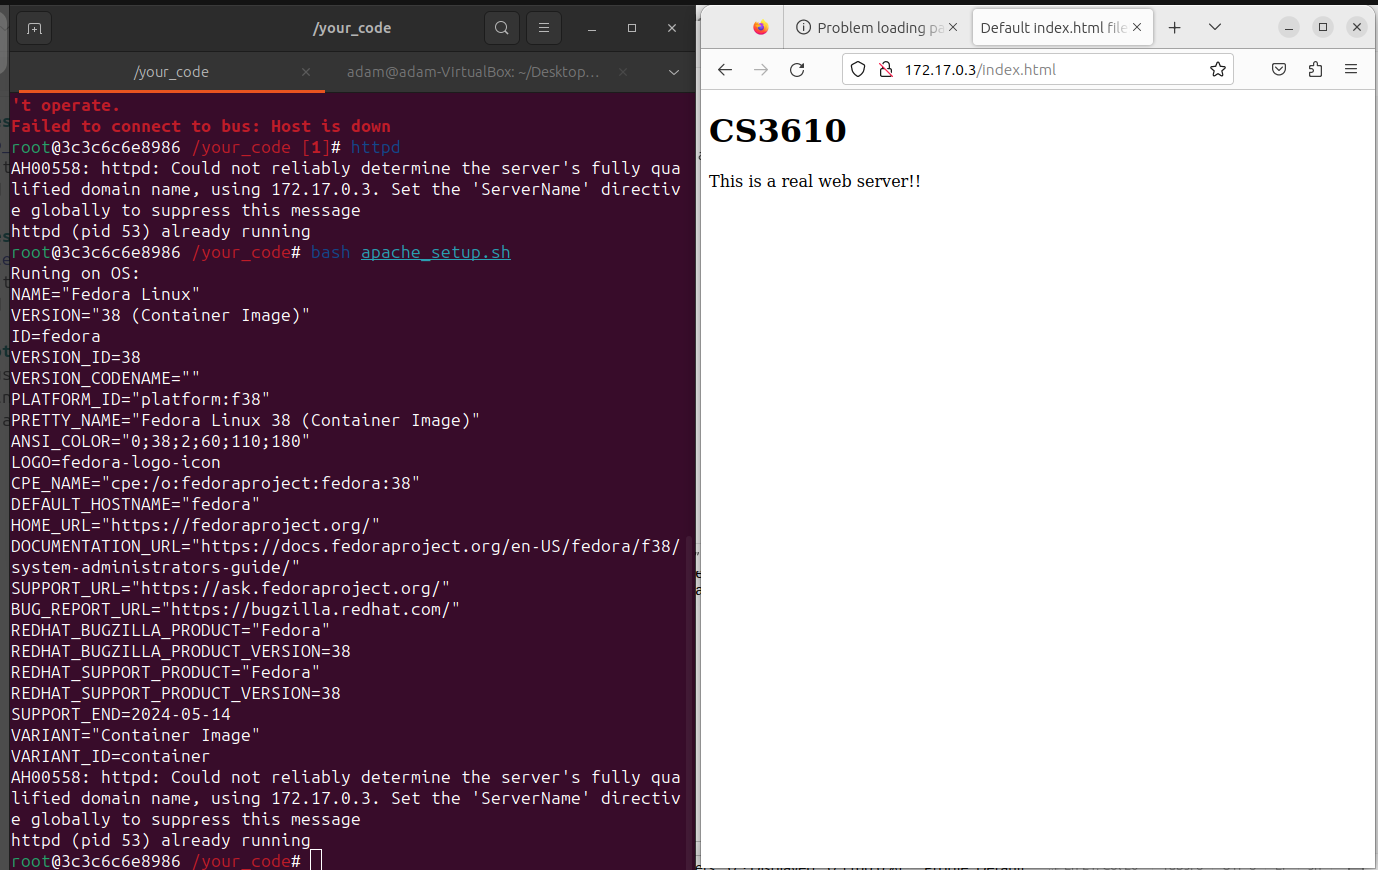 /your_code
/your_code
adam@adam-VirtualBox: ~/Desktop...
't operate.
Failed to connect to bus: Host is down
root@3c3c6c6e8986 /your_code [1]# httpd
AH00558: httpd: Could not reliably determine the server's fully qua
lified domain name, using 172.17.0.3. Set the 'ServerName' directiv
e globally to suppress this message
httpd (pid 53) already running
root@3c3c6c6e8986 /your_code# bash apache_setup.sh
Runing on OS:
NAME="Fedora Linux"
VERSION="38 (Container Image)"
ID=fedora
VERSION_ID=38
VERSION_CODENAME=""
PLATFORM_ID="platform:f38"
PRETTY_NAME="Fedora Linux 38 (Container Image)"
ANSI_COLOR="0;38;2;60;110;180"
LOGO=fedora-logo-icon
CPE_NAME="cpe:/o:fedoraproject:fedora:38"
DEFAULT_HOSTNAME="fedora"
HOME_URL="https://fedoraproject.org/"
DOCUMENTATION_URL="https://docs.fedoraproject.org/en-US/fedora/f38/
system-administrators-guide/"
SUPPORT_URL="https://ask.fedoraproject.org/"
BUG_REPORT_URL="https://bugzilla.redhat.com/"
REDHAT_BUGZILLA_PRODUCT="Fedora"
REDHAT_BUGZILLA_PRODUCT_VERSION=38
REDHAT_SUPPORT_PRODUCT="Fedora"
REDHAT_SUPPORT_PRODUCT_VERSION=38
SUPPORT_END=2024-05-14
VARIANT="Container Image"
VARIANT_ID=container
AH00558: httpd: Could not reliably determine the server's fully qua
lified domain name, using 172.17.0.3. Set the 'ServerName' directiv
e globally to suppress this message
httpd (pid 53) already running
root@3c3c6c6e8986 /your_code#
Problem loading pa
Default index.html file
172.17.0.3/index.html
CS3610
This is a real web server!!